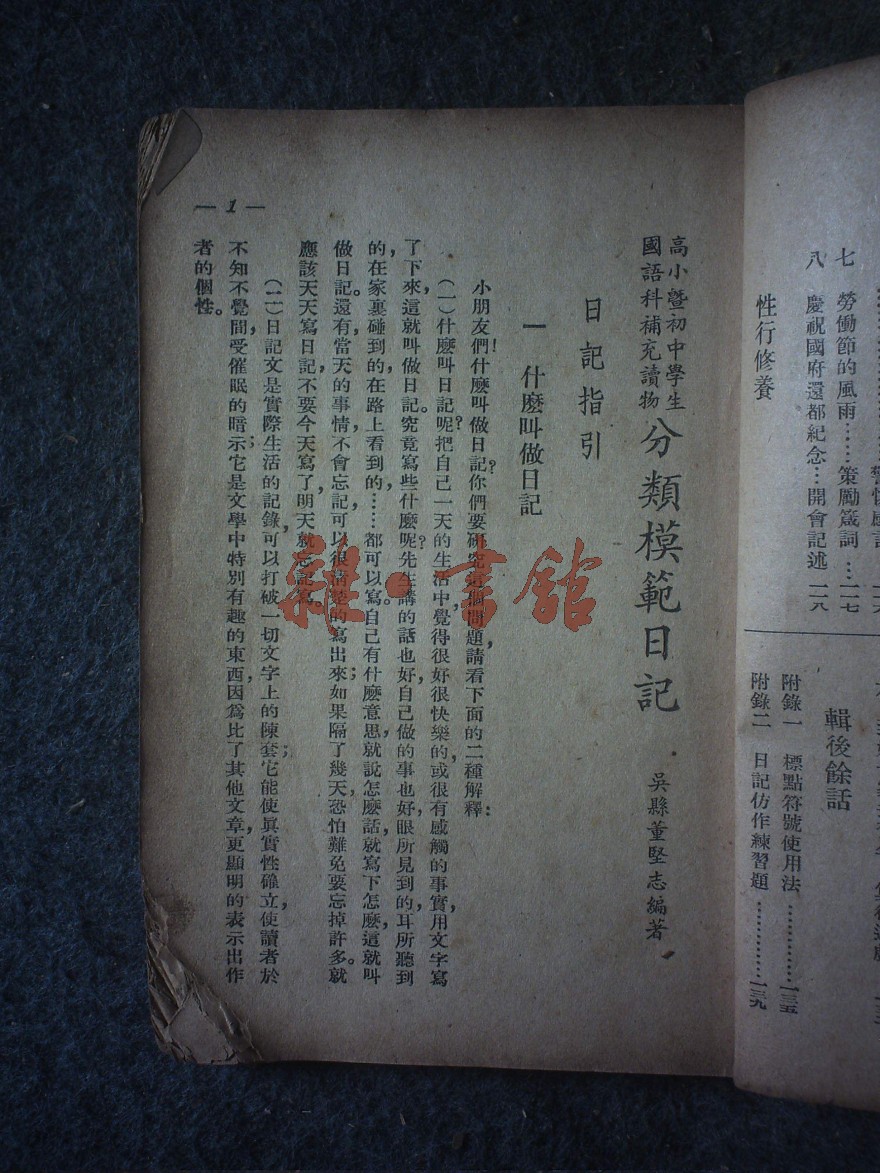 七　勞働節的風雨……策勵箴詞…一一七
八　慶祝國府還都紀念…開會記述　一一八
性行修養
輯後餘話
附錄一　標點符號使用法……………一三五
附錄二　日記仿作練習題……………一三九
高小暨初中學生
國語科補充讀物
分類模範日記
吳縣董堅志編著
日記指引
一　什麼叫做日記
小朋友們！什麼叫做日記？你們要研究這個問題，請看下面的二種解釋：
（一）什麼叫日記呢？把自己一天的生活中，覺得很好很快樂的，或很有感觸的事實，用文字寫
了下來，這就叫做日記。究竟寫些什麼呢？先生講的話也好，自己做的事也好，眼所見到的，耳所聽到
的，在家裏碰到的，在路上看到的，……都可以寫。自己有什麼意思，就說怎麼話，就寫下怎麼，這就叫
做日記。還有，當天的事情，不會忘記，可以很清楚的寫出來；如果隔了幾天，恐怕難免要忘掉許多。就
應該天天寫日記，不要今天寫了，明天就忘記寫。
（二）日記文是實際生活的記錄，可以打破一切文字上的陳套；它能使眞實性確立，使讀者於
不知不覺間，受催眠的暗示；它是文學中特別有趣的東西，因爲比了其他文章，更顯明的表示出作
者的個性。
— 1 —
雜·書館